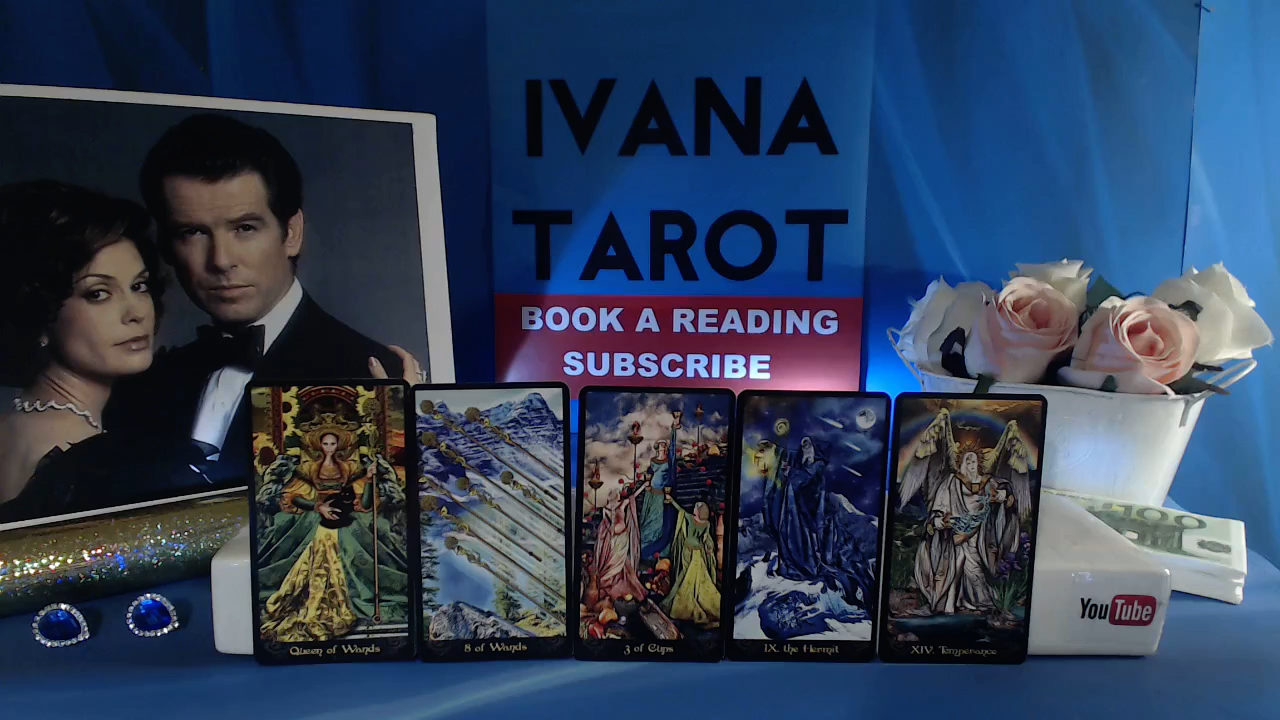 IVANA
TAROT
BOOK A READING
SUBSCRIBE
Queen of Wands
8 of Wands
3 of Cups
IX. the Hermit
XIV. Temperance
100
YouTube